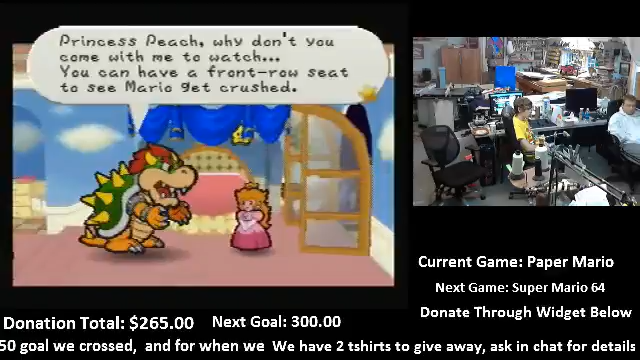 Princess Peach, why don't you
come with me to watch...
You can have a front-row seat
to see Mario get crushed.
Current Game: Paper Mario
Next Game: Super Mario 64
Donate Through Widget Below
Donation Total: $265.00 Next Goal: 300.00
50 goal we crossed, and for when we We have 2 tshirts to give away, ask in chat for details